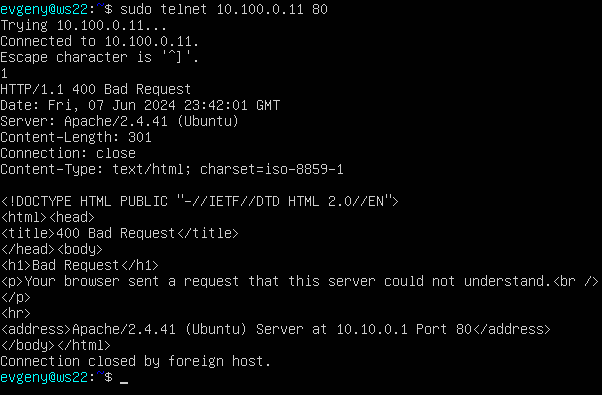 evgeny@ws22:~$ sudo telnet 10.100.0.11 80
Trying 10.100.0.11...
Connected to 10.100.0.11.
Escape character is '^]'.
1
HTTP/1.1 400 Bad Request
Date: Fri, 07 Jun 2024 23:42:01 GMT
Server: Apache/2.4.41 (Ubuntu)
Content-Length: 301
Connection: close
Content-Type: text/html; charset=iso-8859-1

<!DOCTYPE HTML PUBLIC "-//IETF//DTD HTML 2.0//EN">
<html><head>
<title>400 Bad Request</title>
</head><body>
<h1>Bad Request</h1>
<p>Your browser sent a request that this server could not understand.<br />
</p>
<hr>
<address>Apache/2.4.41 (Ubuntu) Server at 10.10.0.1 Port 80</address>
</body></html>
Connection closed by foreign host.
evgeny@ws22:~$ _